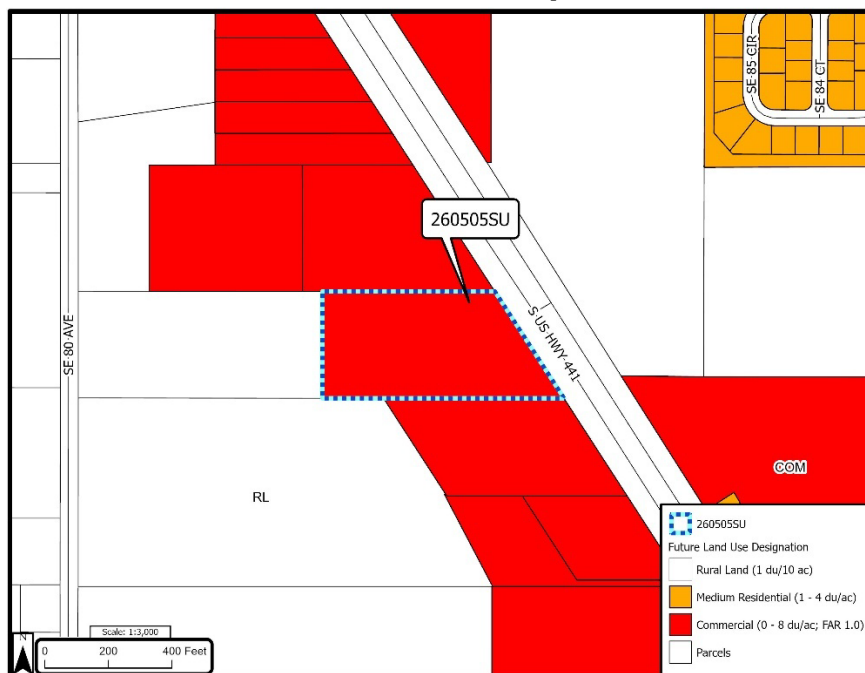 SE 85 CIR
SE 84 CT
260505SU
SE 80 AVE
S US HWY 441
COM
RL
260505SU
Future Land Use Designation
Rural Land (1 du/10 ac)
Medium Residential (1 - 4 du/ac)
Commercial (0 - 8 du/ac; FAR 1.0)
Parcels
Scale: 1:3,000
N
0 200 400 Feet